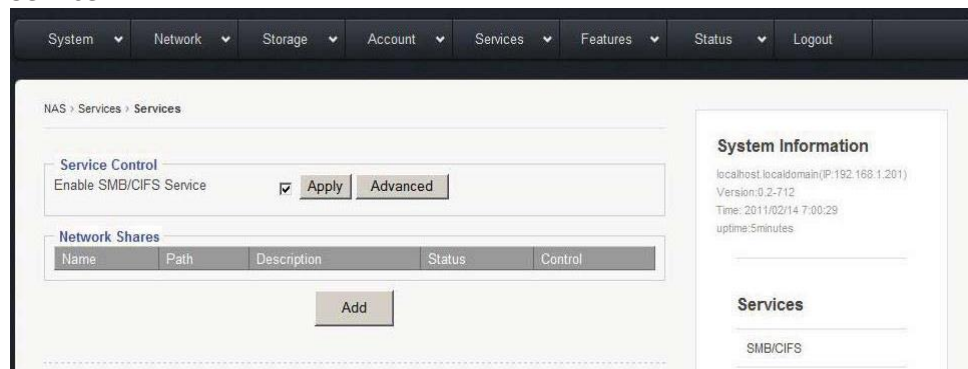 System Network Storage Account Services Features Status Logout
NAS › Services › Services
Service Control
Enable SMB/CIFS Service Apply Advanced
Network Shares
Name Path Description Status Control
Add
System Information
localhost.localdomain(IP:192.168.1.201)
Version:0.2-712
Time: 2011/02/14 7:00:29
uptime:5minutes
Services
SMB/CIFS